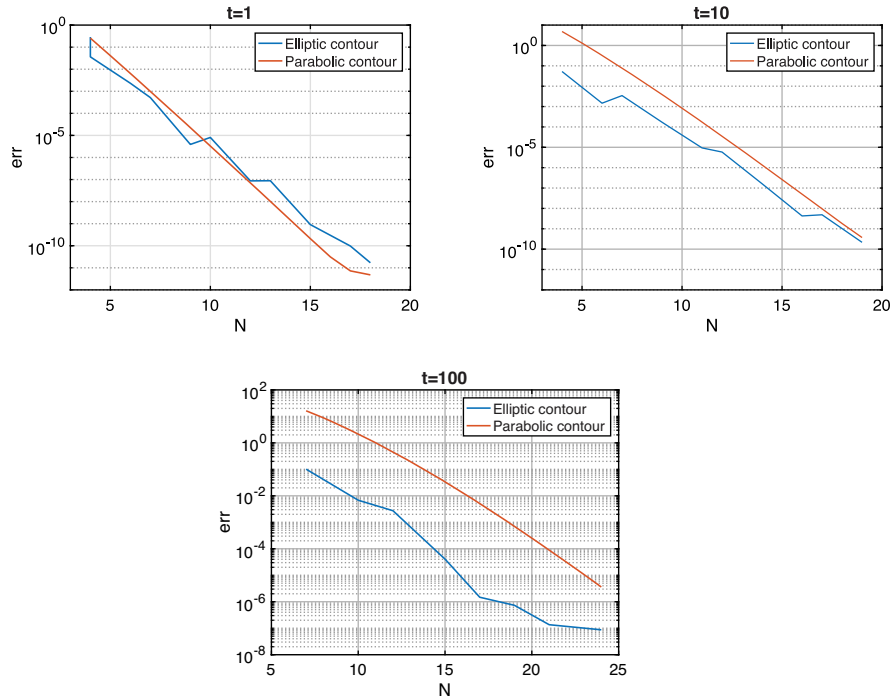 t=1
10^0
10^-5
10^-10
err
5
10
15
20
N
Elliptic contour
Parabolic contour
t=10
10^0
10^-5
10^-10
err
5
10
15
20
N
Elliptic contour
Parabolic contour
t=100
10^2
10^0
10^-2
10^-4
10^-6
10^-8
err
5
10
15
20
25
N
Elliptic contour
Parabolic contour